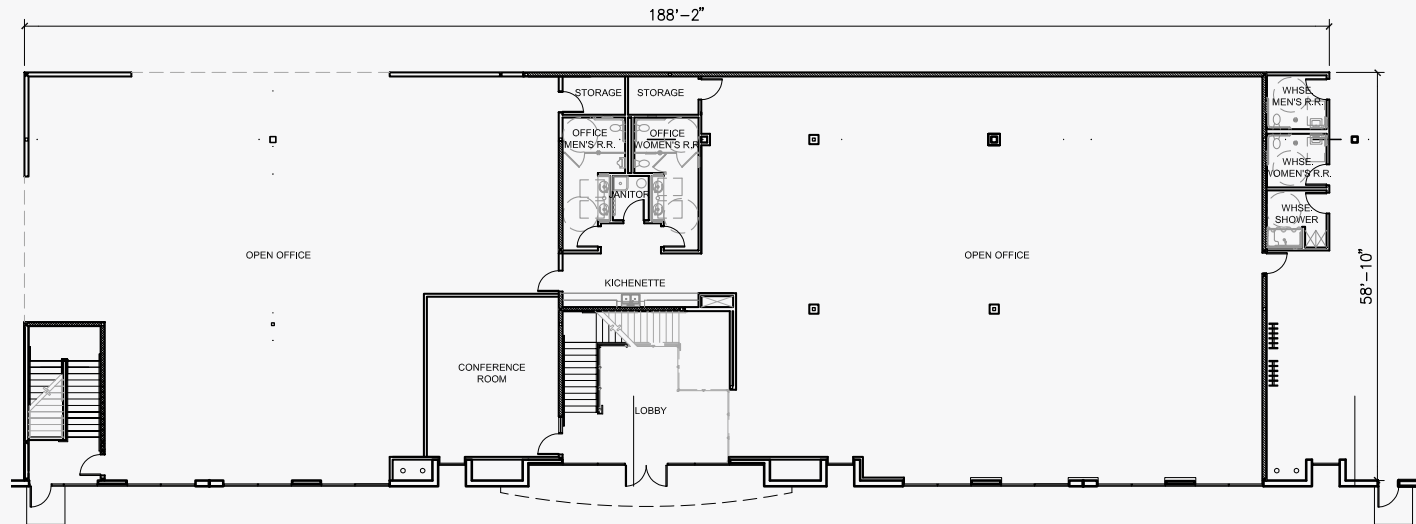 188'-2"
STORAGE
STORAGE
WHSE.
MEN'S R.R.
OFFICE
MEN'S R.R.
OFFICE
WOMEN'S R.R.
WHSE.
WOMEN'S R.R.
JANITOR
WHSE.
SHOWER
OPEN OFFICE
OPEN OFFICE
KICHENETTE
58'-10"
CONFERENCE
ROOM
LOBBY